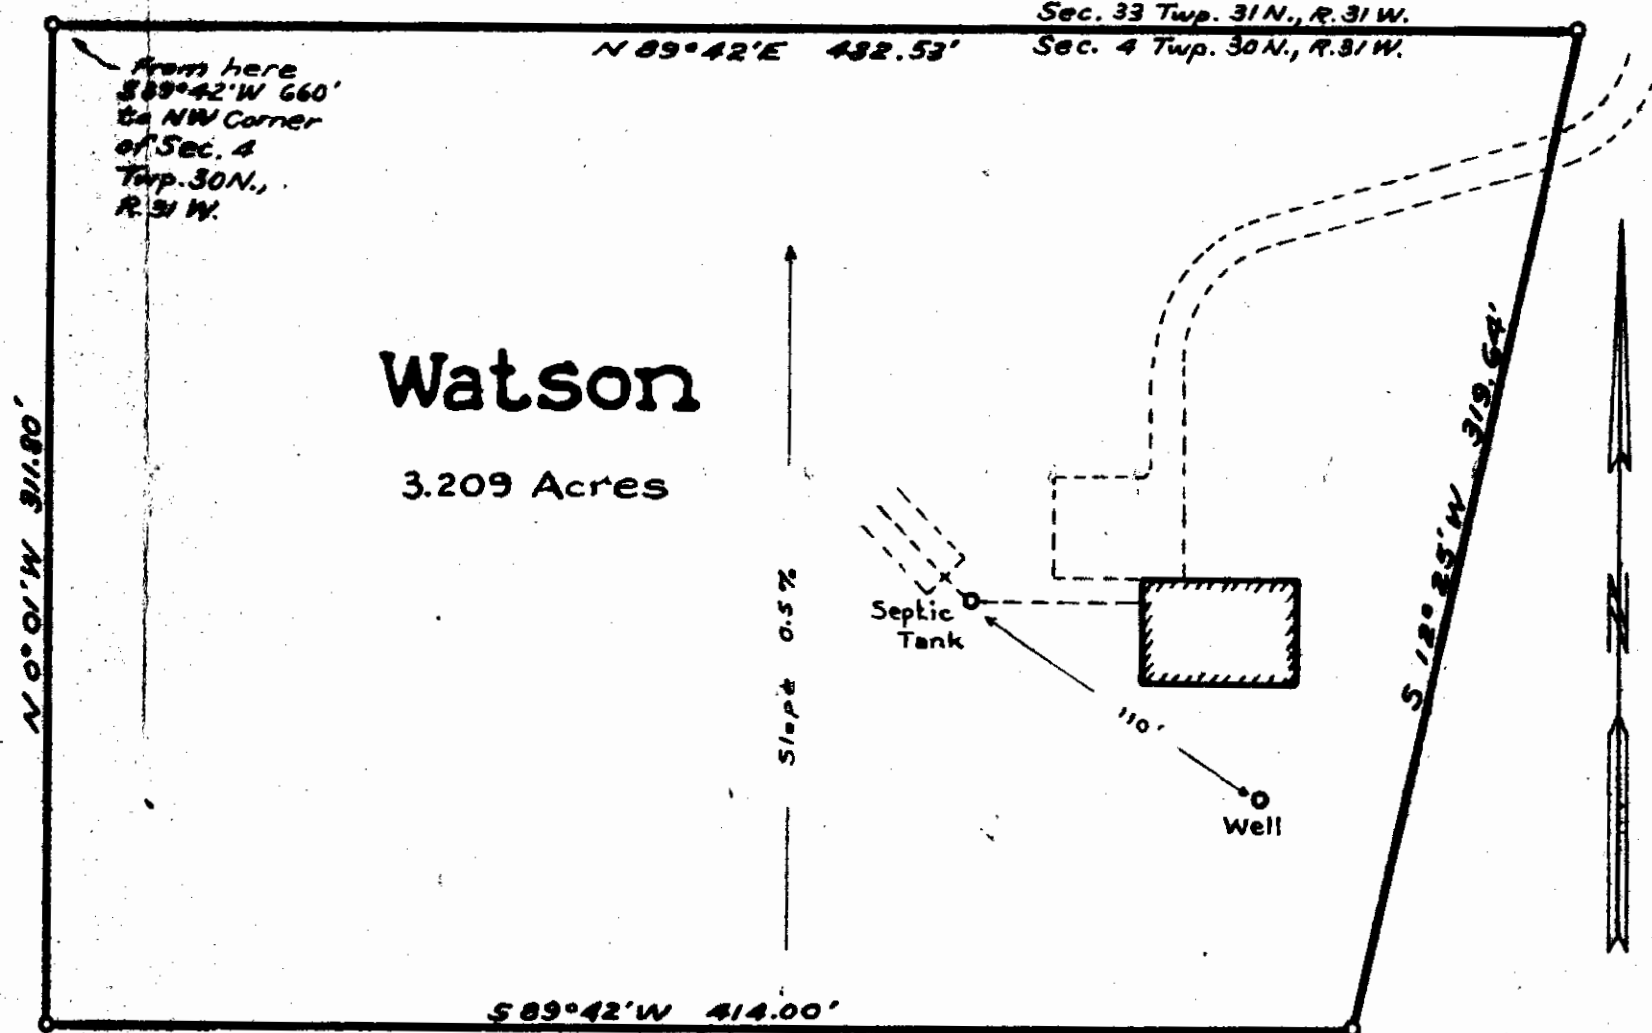 Sec. 33 Twp. 31 N., R. 31 W.
N 89° 42' E 482.53' Sec. 4 Twp. 30 N., R. 31 W.
From here
S 89° 42' W 660'
to NW Corner
of Sec. 4
Twp. 30 N.,
R. 31 W.
Watson
3.209 Acres
N 0° 01' W 311.80'
Slope 0.5%
S 12° 25' W 319.64'
Septic
Tank
110'
Well
N
S 89° 42' W 414.00'